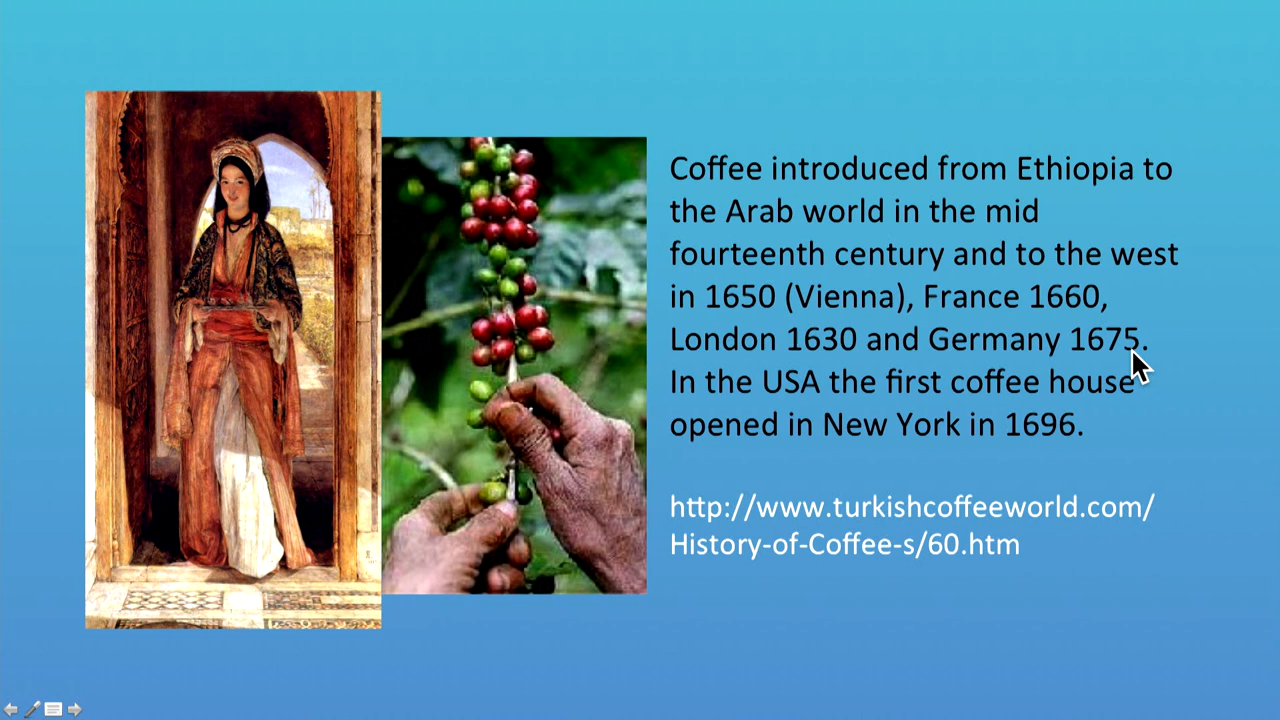 Coffee introduced from Ethiopia to
the Arab world in the mid
fourteenth century and to the west
in 1650 (Vienna), France 1660,
London 1630 and Germany 1675.
In the USA the first coffee house
opened in New York in 1696.
http://www.turkishcoffeeworld.com/
History-of-Coffee-s/60.htm